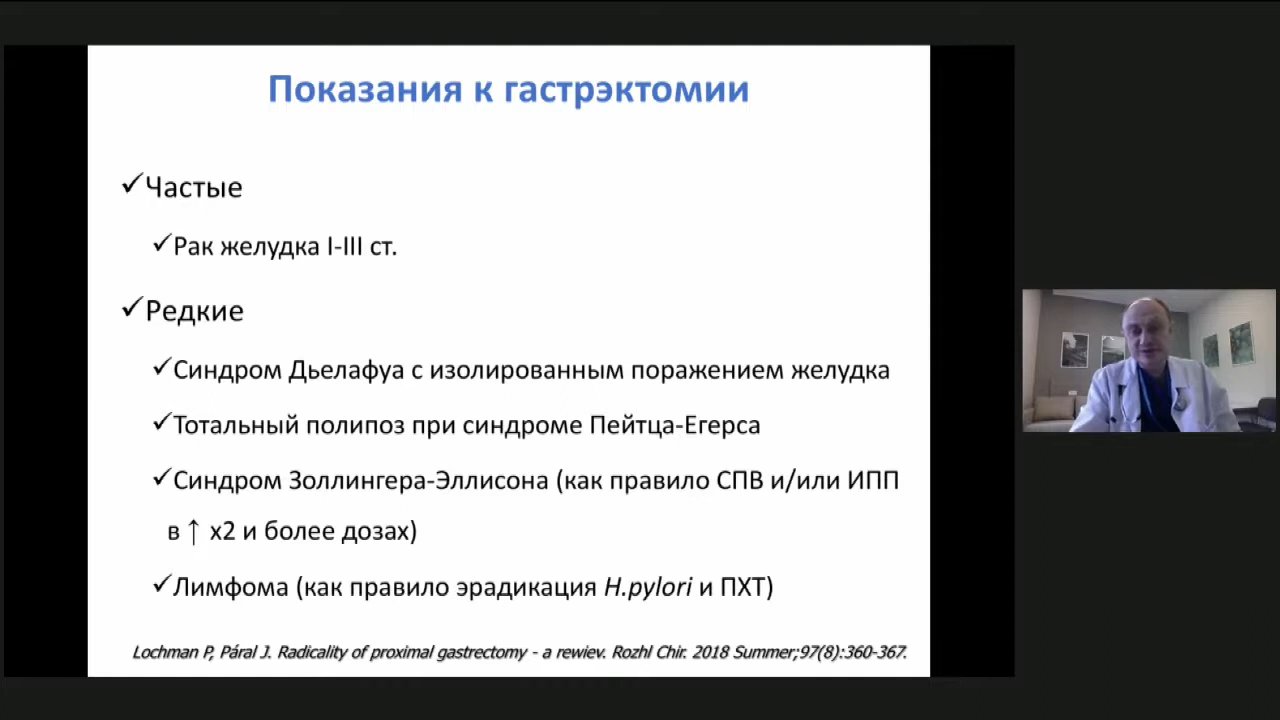 Показания к гастрэктомии
✓Частые
✓Рак желудка I-III ст.
✓Редкие
✓Синдром Дьелафуа с изолированным поражением желудка
✓Тотальный полипоз при синдроме Пейтца-Егерса
✓Синдром Золлингера-Эллисона (как правило СПВ и/или ИПП
в ↑ х2 и более дозах)
✓Лимфома (как правило эрадикация H.pylori и ПХТ)
Lochman P, Páral J. Radicality of proximal gastrectomy - a rewiev. Rozhl Chir. 2018 Summer;97(8):360-367.